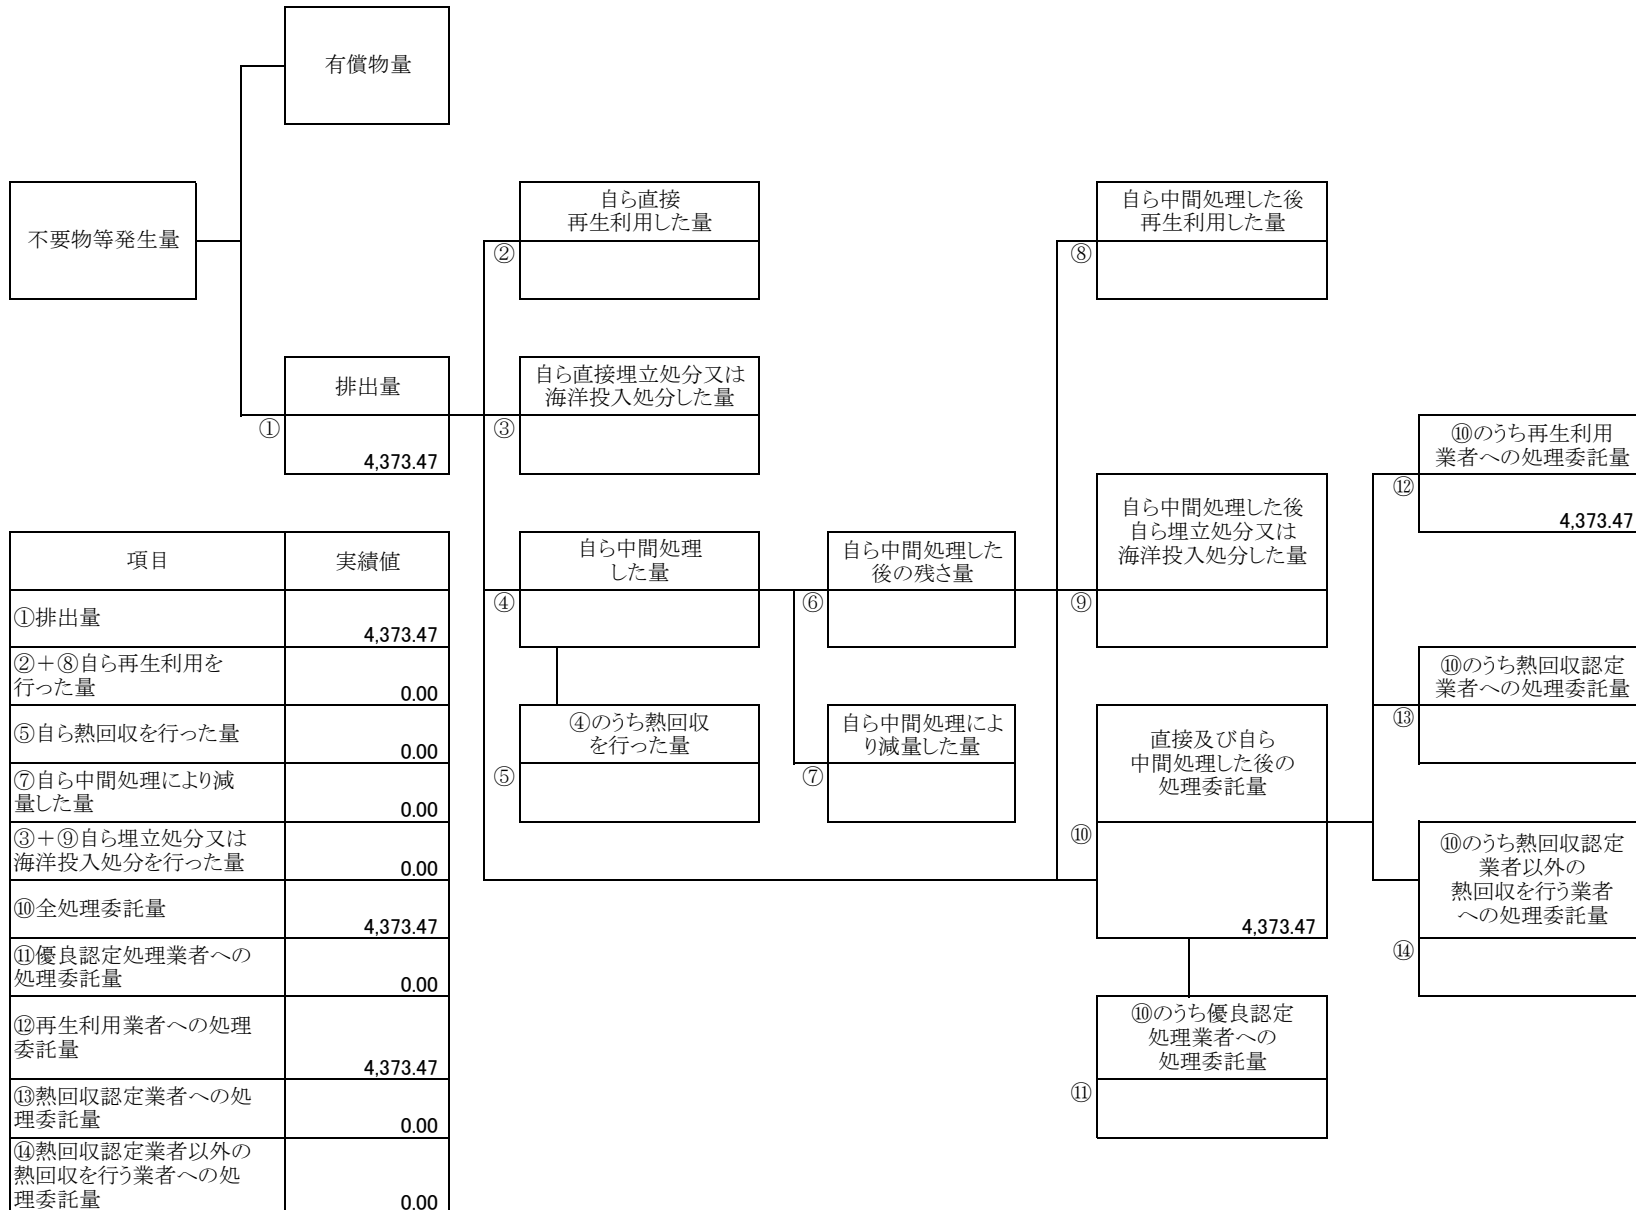 有償物量
不要物等発生量
自ら直接
再生利用した量
②
自ら中間処理した後
再生利用した量
⑧
排出量
①
4,373.47
自ら直接埋立処分又は
海洋投入処分した量
③
⑩のうち再生利用
業者への処理委託量
⑫
4,373.47
自ら中間処理
した量
④
自ら中間処理した
後の残さ量
⑥
自ら中間処理した後
自ら埋立処分又は
海洋投入処分した量
⑨
⑩のうち熱回収認定
業者への処理委託量
⑬
④のうち熱回収
を行った量
⑤
自ら中間処理によ
り減量した量
⑦
直接及び自ら
中間処理した後の
処理委託量
⑩
4,373.47
⑩のうち熱回収認定
業者以外の
熱回収を行う業者
への処理委託量
⑭
⑩のうち優良認定
処理業者への
処理委託量
⑪
項目 実績値
①排出量
4,373.47
②+⑧自ら再生利用を
行った量
0.00
⑤自ら熱回収を行った量
0.00
⑦自ら中間処理により減
量した量
0.00
③+⑨自ら埋立処分又は
海洋投入処分を行った量
0.00
⑩全処理委託量
4,373.47
⑪優良認定処理業者への
処理委託量
0.00
⑫再生利用業者への処理
委託量
4,373.47
⑬熱回収認定業者への処
理委託量
0.00
⑭熱回収認定業者以外の
熱回収を行う業者への処
理委託量
0.00